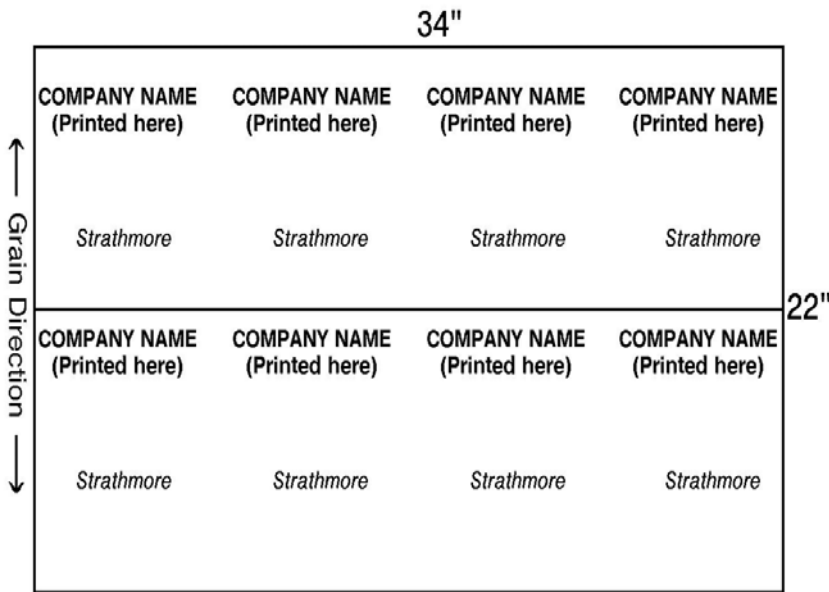 34"
COMPANY NAME COMPANY NAME COMPANY NAME COMPANY NAME
(Printed here) (Printed here) (Printed here) (Printed here)
Strathmore Strathmore Strathmore Strathmore
Grain Direction
22"
COMPANY NAME COMPANY NAME COMPANY NAME COMPANY NAME
(Printed here) (Printed here) (Printed here) (Printed here)
Strathmore Strathmore Strathmore Strathmore